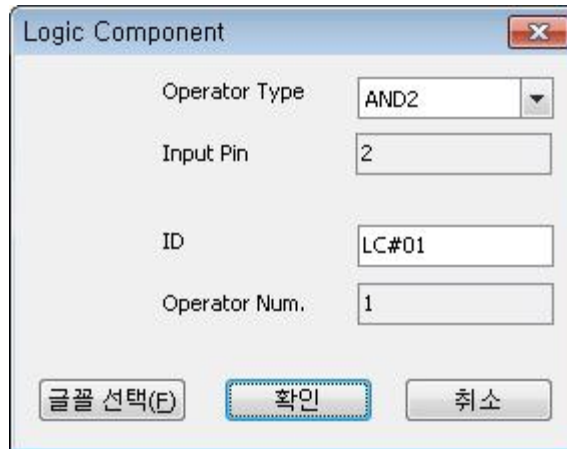 Logic Component
Operator Type AND2
Input Pin 2
ID LC#01
Operator Num. 1
글꼴 선택(F) 확인 취소